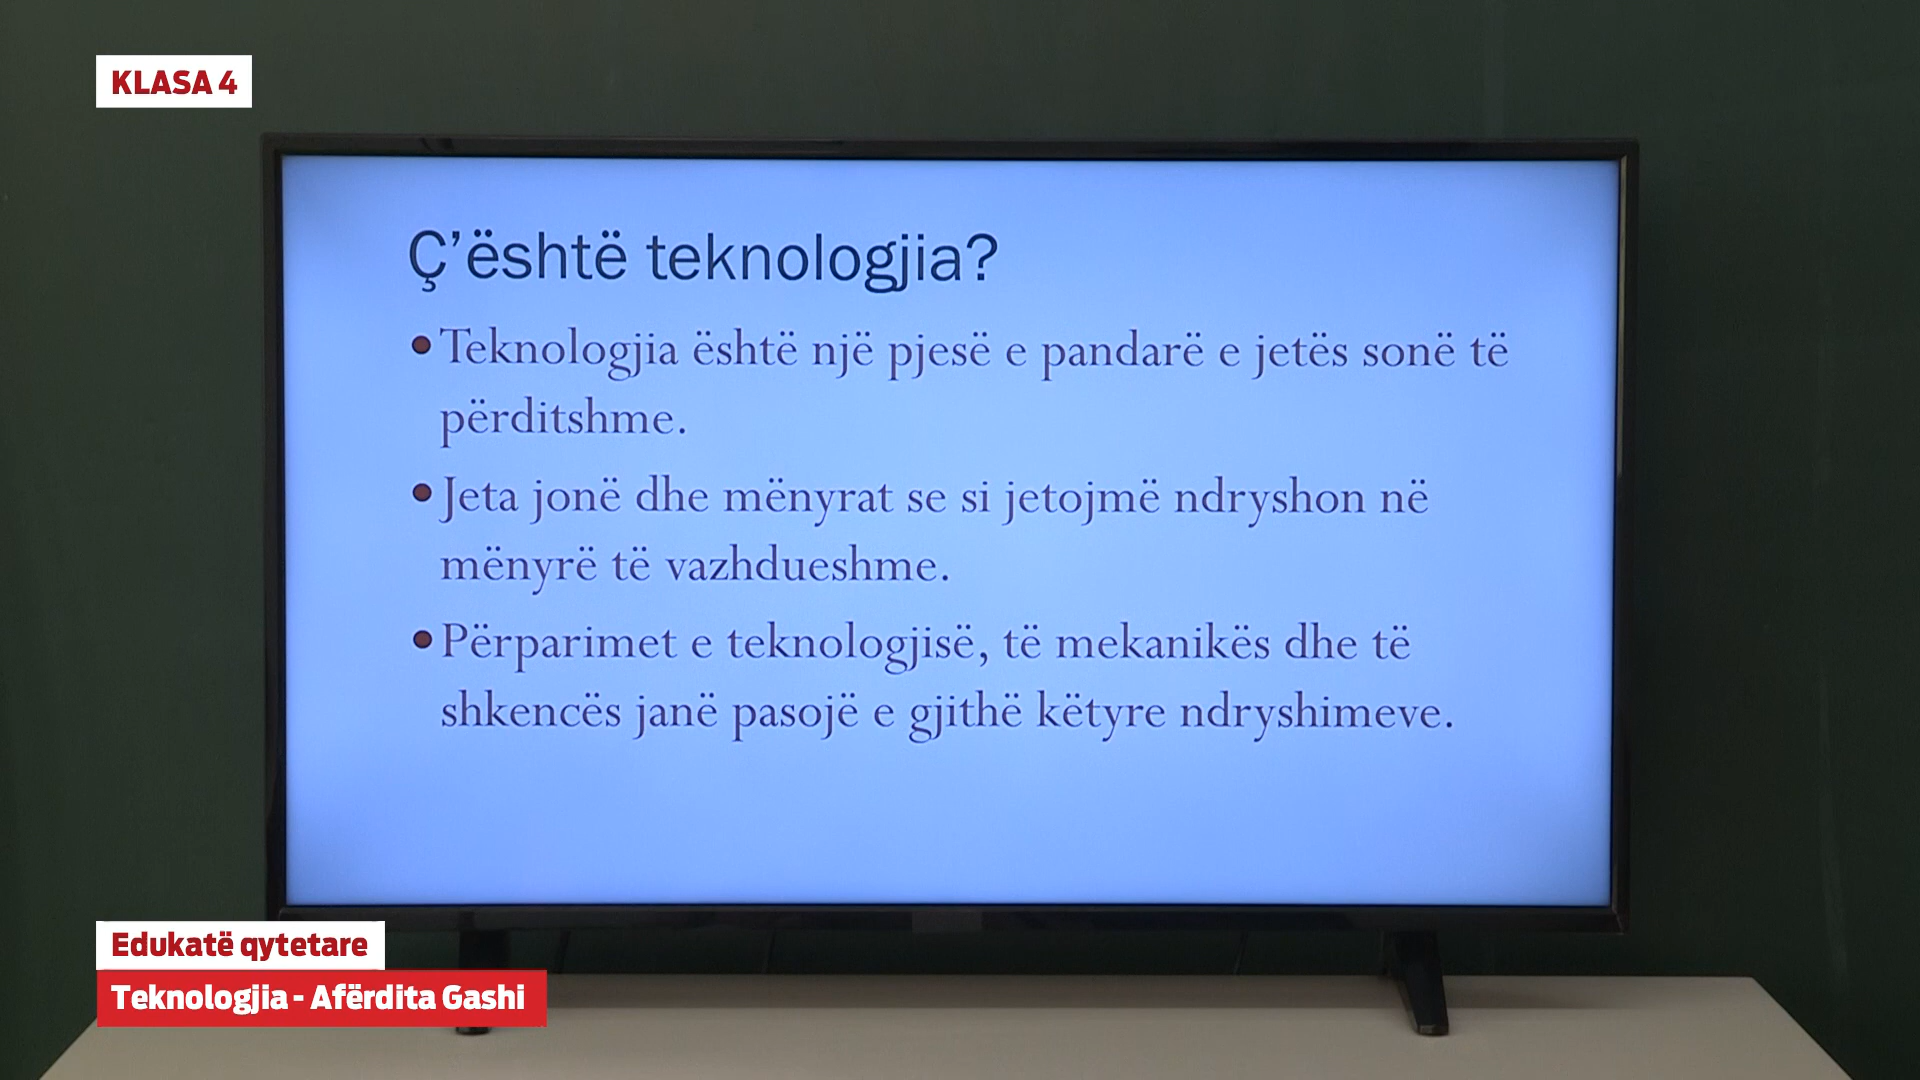 KLASA 4
Ç’është teknologjia?
•Teknologjia është një pjesë e pandarë e jetës sonë të
përditshme.
•Jeta jonë dhe mënyrat se si jetojmë ndryshon në
mënyrë të vazhdueshme.
•Përparimet e teknologjisë, të mekanikës dhe të
shkencës janë pasojë e gjithë këtyre ndryshimeve.
Edukatë qytetare
Teknologjia - Afërdita Gashi